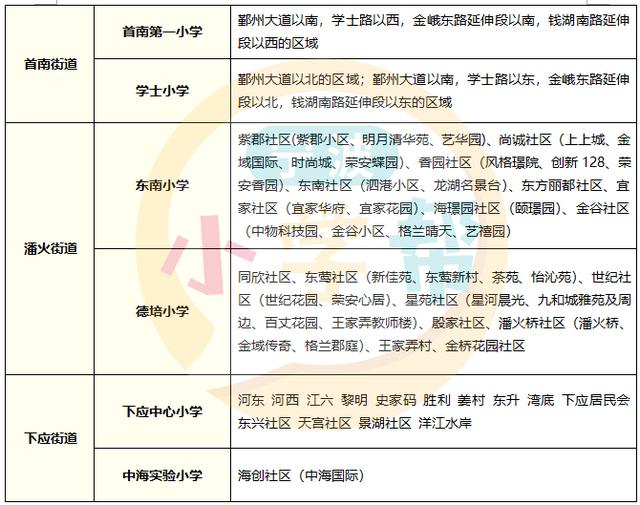 首南街道
首南第一小学
鄞州大道以南，学士路以西，金峨东路延伸段以南，钱湖南路延伸
段以西的区域
学士小学
鄞州大道以北的区域；鄞州大道以南，学士路以东，金峨东路延伸
段以北，钱湖南路延伸段以东的区域
潘火街道
东南小学
紫郡社区(紫郡小区、明月清华苑、艺华园)、尚诚社区（上上城、金
域国际、时尚城、荣安蝶园）、香园社区（风格璟院、创新 128、荣
安香园)、东南社区（泗港小区、龙湖名景台）、东方丽都社区、宜
家社区（宜家华府、宜家花园）、海璟园社区（颐璟园）、金谷社区
（中物科技园、金谷小区、格兰晴天、艺禧园）
德培小学
同欣社区、东莺社区（新佳苑、东莺新村、茶苑、怡沁苑）、世纪社
区（世纪花园、荣安心居）、星苑社区（星河晨光、九和城雅苑及周
边、百丈花园、王家弄教师楼）、殷家社区、潘火桥社区（潘火桥、
金域传奇、格兰郡庭）、王家弄村、金桥花园社区
下应街道
下应中心小学
河东 河西 江六 黎明 史家码 胜利 姜村 东升 湾底 下应居民会
东兴社区 天宫社区 景湖社区 洋江水岸
中海实验小学
海创社区（中海国际）
宁波
小学帮